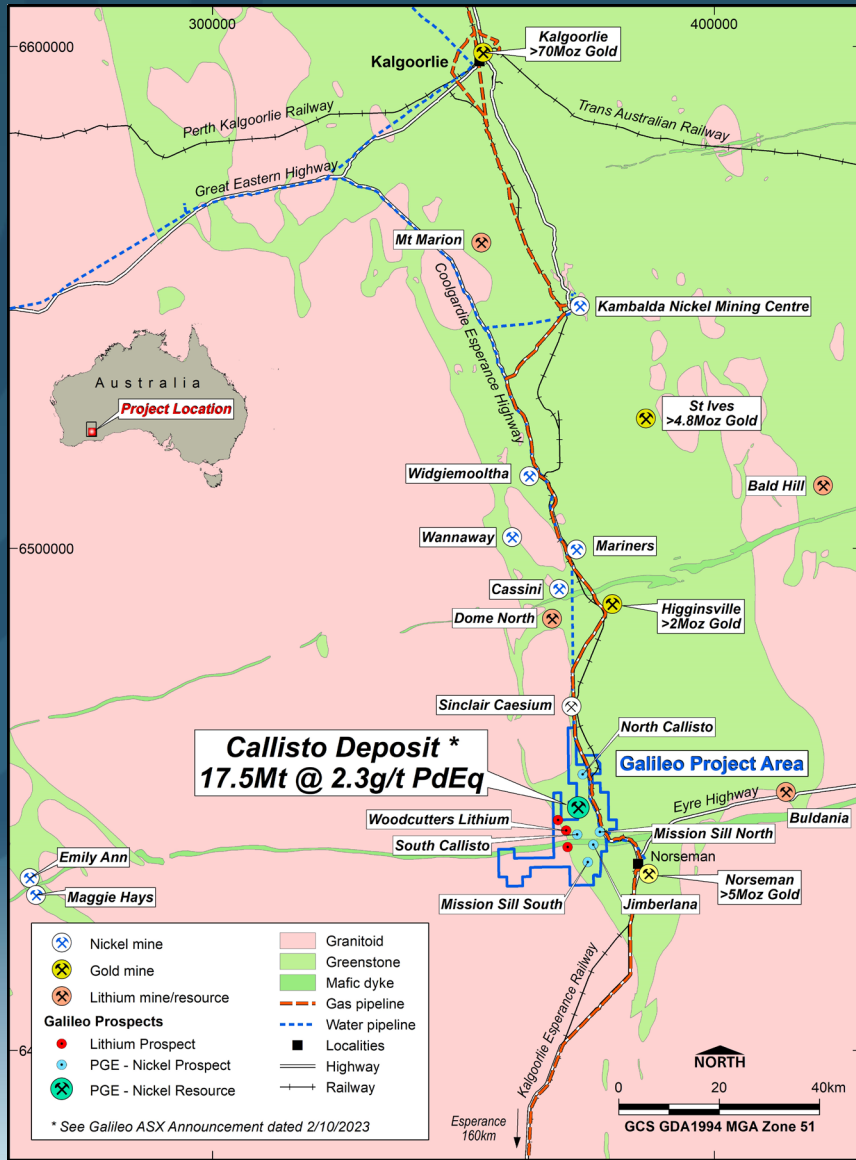 300000
400000
6600000
Kalgoorlie
>70Moz Gold
Kalgoorlie
Perth Kalgoorlie Railway
Trans Australian Railway
Great Eastern Highway
Mt Marion
Coolgardie Esperance Highway
Kambalda Nickel Mining Centre
Australia
Project Location
St Ives
>4.8Moz Gold
Widgiemooltha
Bald Hill
6500000
Wannaway
Mariners
Cassini
Dome North
Higginsville
>2Moz Gold
Sinclair Caesium
North Callisto
Callisto Deposit *
17.5Mt @ 2.3g/t PdEq
Galileo Project Area
Eyre Highway
Buldania
Woodcutters Lithium
South Callisto
Mission Sill North
Emily Ann
Norseman
Maggie Hays
Norseman
>5Moz Gold
Mission Sill South
Jimberlana
Nickel mine
Gold mine
Lithium mine/resource
Galileo Prospects
Lithium Prospect
PGE - Nickel Prospect
PGE - Nickel Resource
Granitoid
Greenstone
Mafic dyke
Gas pipeline
Water pipeline
Localities
Highway
Railway
* See Galileo ASX Announcement dated 2/10/2023
Kalgoorlie Esperance Railway
Esperance
160km
NORTH
0 20 40km
GCS GDA1994 MGA Zone 51